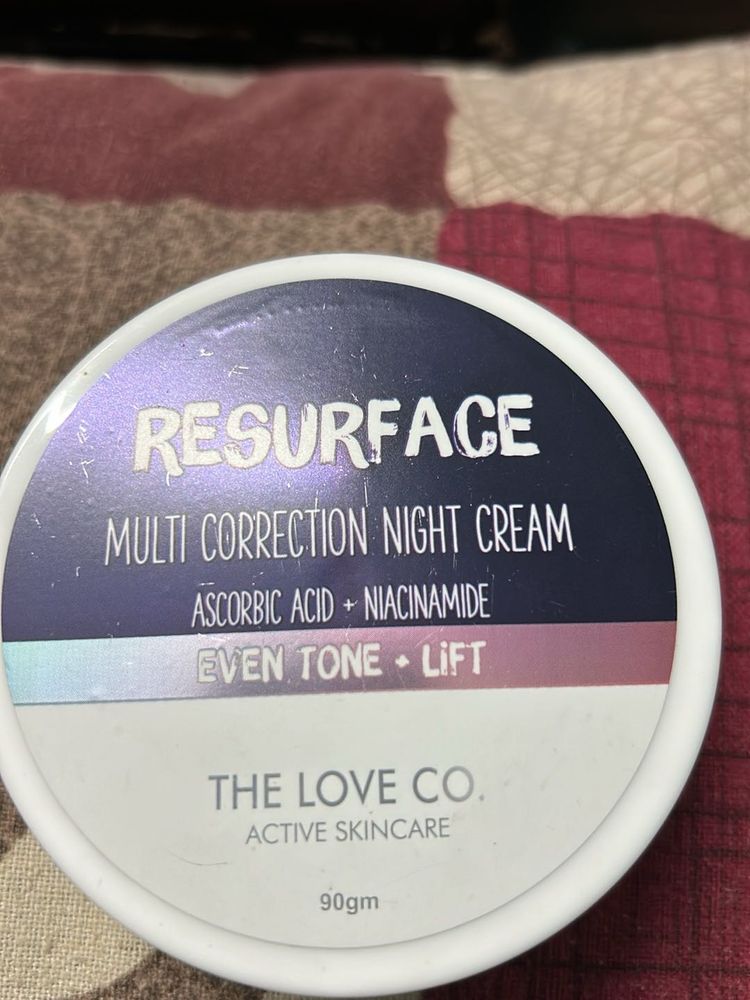 RESURFACE
MULTI CORRECTION NIGHT CREAM
ASCORBIC ACID + NIACINAMIDE
EVEN TONE • LiFT
THE LOVE CO.
ACTIVE SKINCARE
90gm